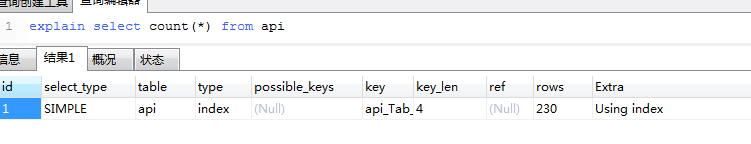 查询创建工具 查询编辑器
1 explain select count(*) from api
信息 结果1 概况 状态
id select_type table type possible_keys key key_len ref rows Extra
1 SIMPLE api index (Null) api_Tab_ 4 (Null) 230 Using index